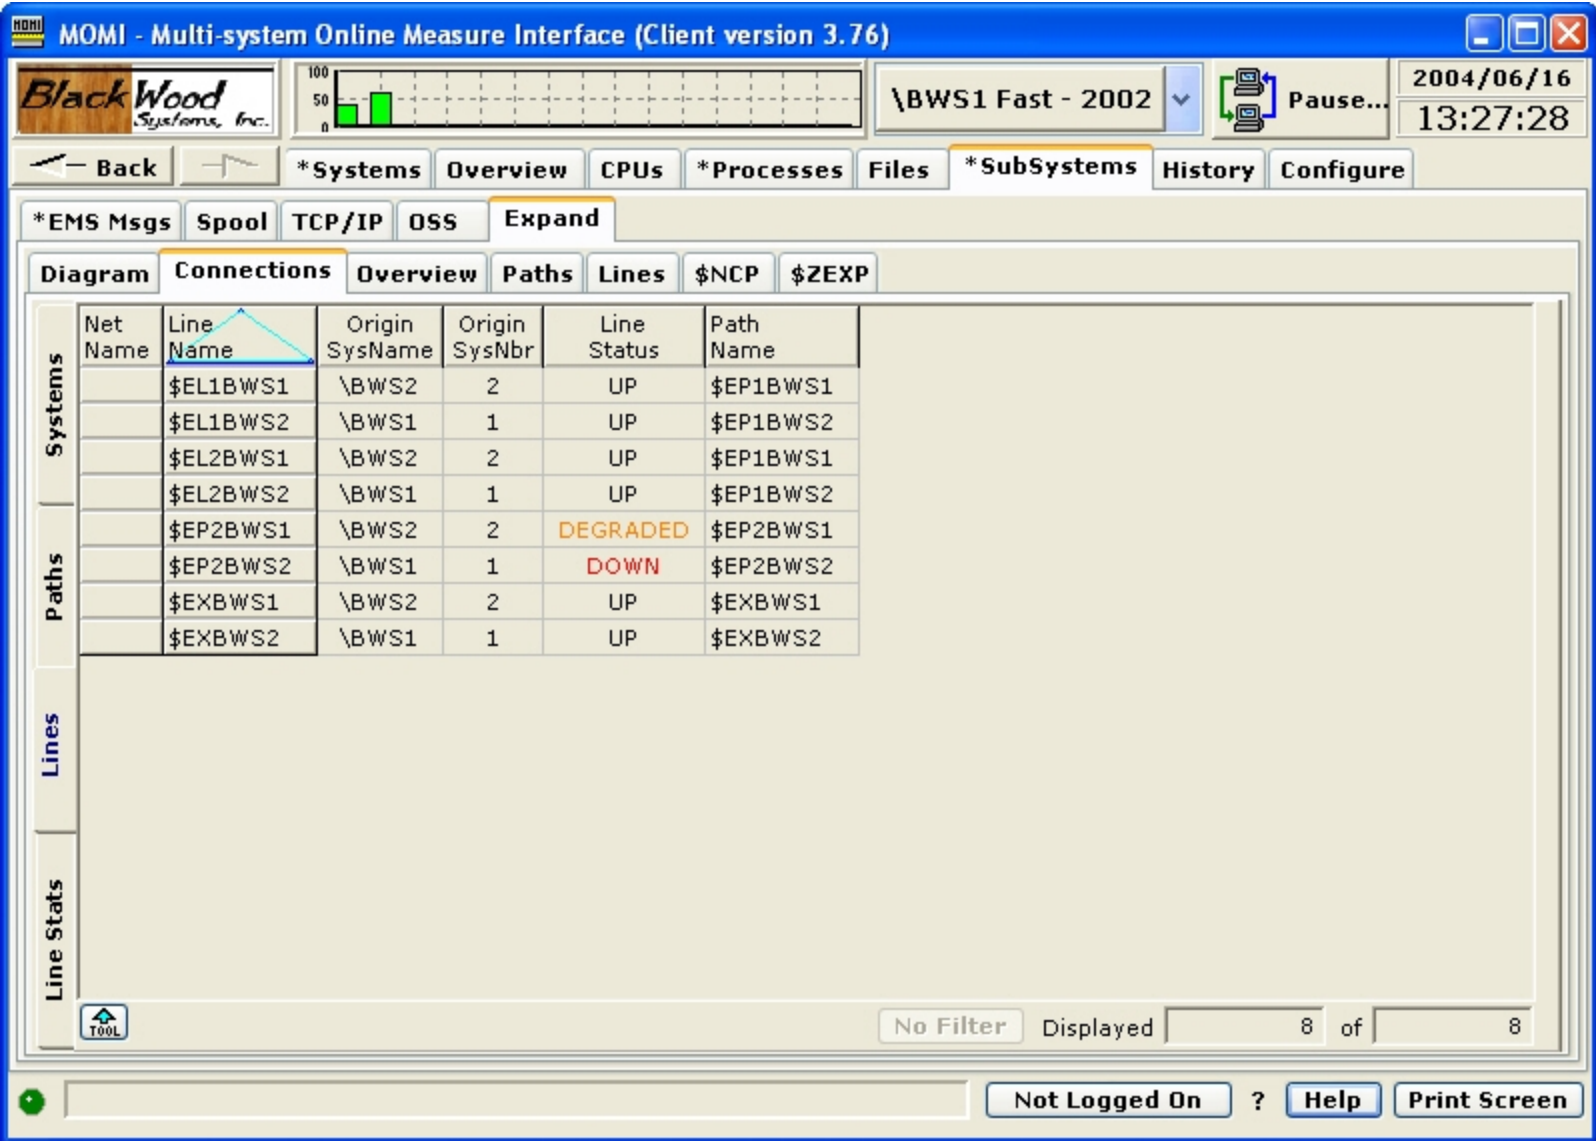 MOMI MOMI - Multi-system Online Measure Interface (Client version 3.76)
BlackWood Systems, Inc.
100
50
0
\BWS1 Fast - 2002
Pause...
2004/06/16
13:27:28
Back
*Systems Overview CPUs *Processes Files *SubSystems History Configure
*EMS Msgs Spool TCP/IP OSS Expand
Diagram Connections Overview Paths Lines $NCP $ZEXP
Systems
Paths
Lines
Line Stats
Net Name Line Name Origin SysName Origin SysNbr Line Status Path Name
$EL1BWS1 \BWS2 2 UP $EP1BWS1
$EL1BWS2 \BWS1 1 UP $EP1BWS2
$EL2BWS1 \BWS2 2 UP $EP1BWS1
$EL2BWS2 \BWS1 1 UP $EP1BWS2
$EP2BWS1 \BWS2 2 DEGRADED $EP2BWS1
$EP2BWS2 \BWS1 1 DOWN $EP2BWS2
$EXBWS1 \BWS2 2 UP $EXBWS1
$EXBWS2 \BWS1 1 UP $EXBWS2
TOOL
No Filter Displayed 8 of 8
Not Logged On ? Help Print Screen